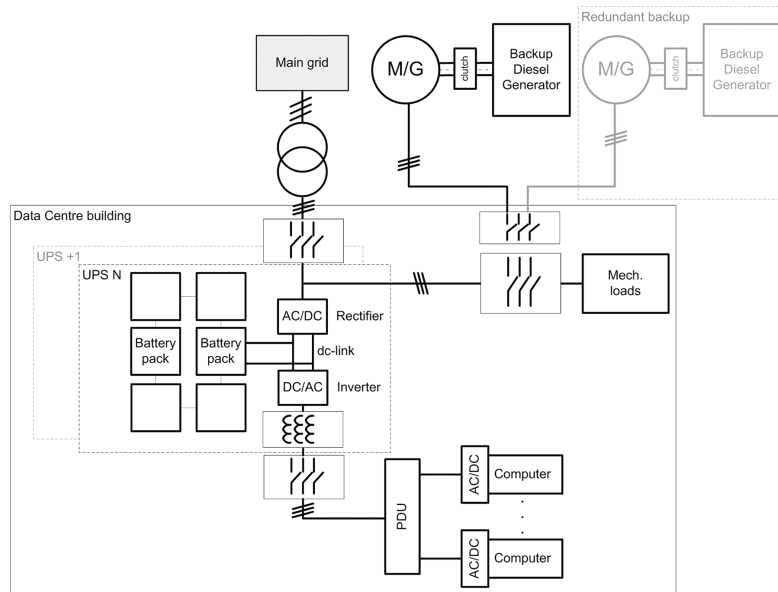 Redundant backup
Main grid
M/G
clutch
Backup
Diesel
Generator
M/G
clutch
Backup
Diesel
Generator
Data Centre building
UPS +1
UPS N
AC/DC
Rectifier
Mech.
loads
Battery
pack
Battery
pack
dc-link
DC/AC
Inverter
PDU
AC/DC
Computer
AC/DC
Computer